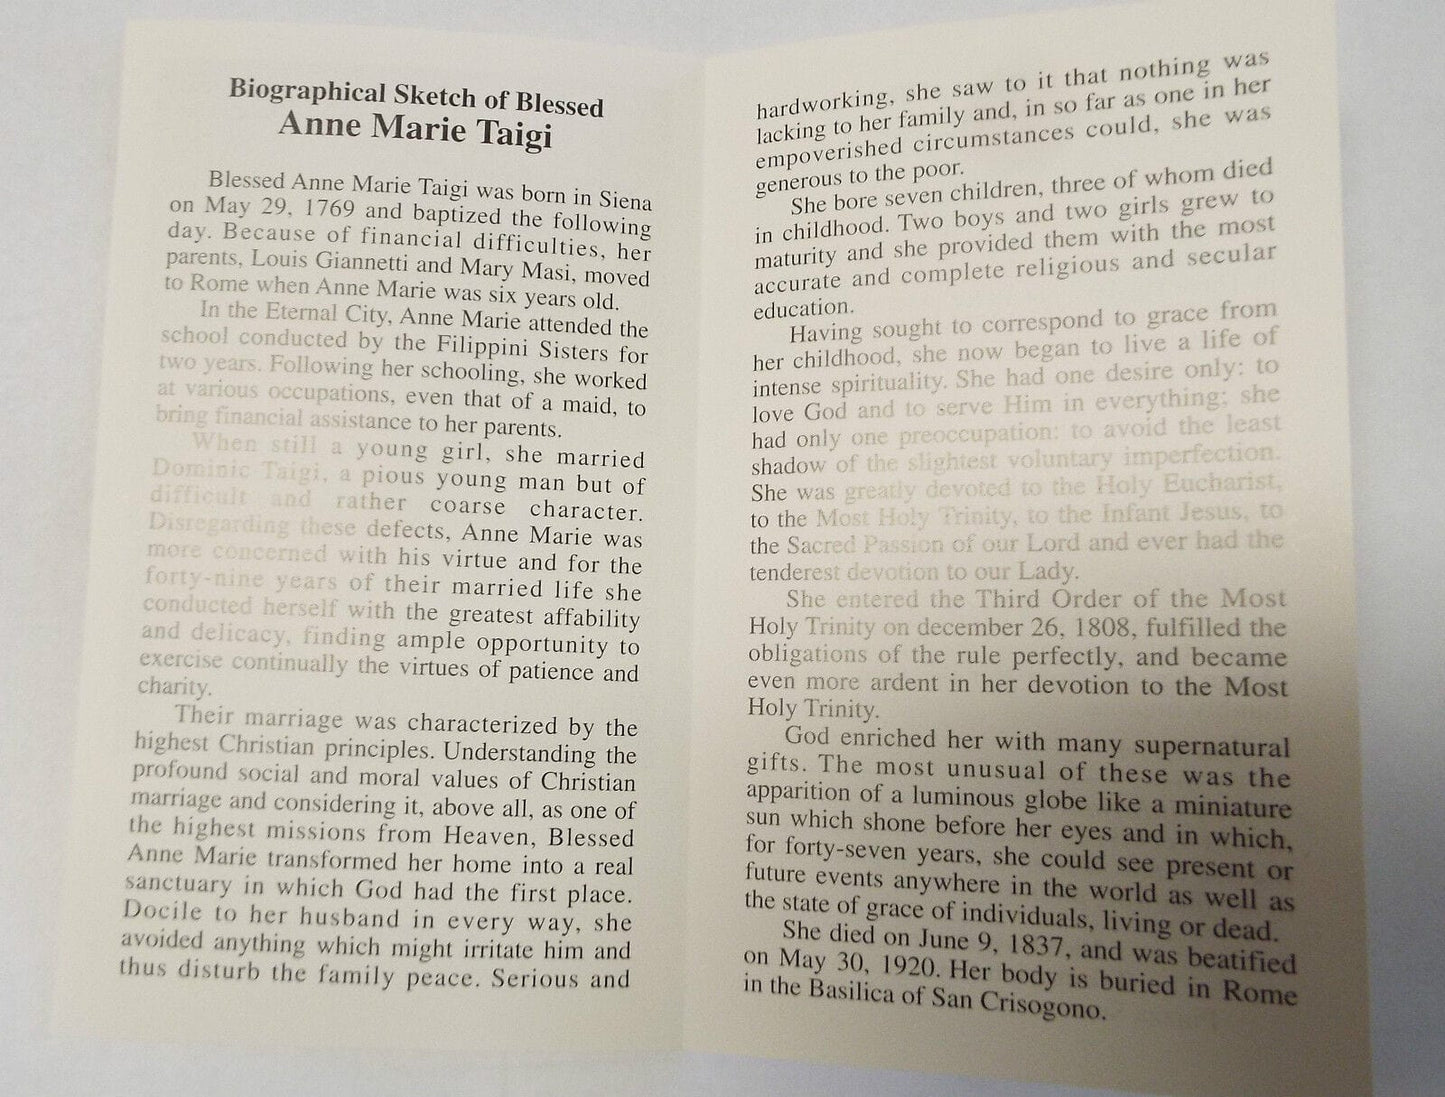 Biographical Sketch of Blessed
Anne Marie Taigi
Blessed Anne Marie Taigi was born in Siena
on May 29, 1769 and baptized the following
day. Because of financial difficulties, her
parents, Louis Giannetti and Mary Masi, moved
to Rome when Anne Marie was six years old.
In the Eternal City, Anne Marie attended the
school conducted by the Filippini Sisters for
two years. Following her schooling, she worked
at various occupations, even that of a maid, to
bring financial assistance to her parents.
When still a young girl, she married
Dominic Taigi, a pious young man but of
difficult and rather coarse character.
Disregarding these defects, Anne Marie was
more concerned with his virtue and for the
forty-nine years of their married life she
conducted herself with the greatest affability
and delicacy, finding ample opportunity to
exercise continually the virtues of patience and
charity.
Their marriage was characterized by the
highest Christian principles. Understanding the
profound social and moral values of Christian
marriage and considering it, above all, as one of
the highest missions from Heaven, Blessed
Anne Marie transformed her home into a real
sanctuary in which God had the first place.
Docile to her husband in every way, she
avoided anything which might irritate him and
thus disturb the family peace. Serious and
hardworking, she saw to it that nothing was
lacking to her family and, in so far as one in her
empoverished circumstances could, she was
generous to the poor.
She bore seven children, three of whom died
in childhood. Two boys and two girls grew to
maturity and she provided them with the most
accurate and complete religious and secular
education.
Having sought to correspond to grace from
her childhood, she now began to live a life of
intense spirituality. She had one desire only: to
love God and to serve Him in everything; she
had only one preoccupation: to avoid the least
shadow of the slightest voluntary imperfection.
She was greatly devoted to the Holy Eucharist,
to the Most Holy Trinity, to the Infant Jesus, to
the Sacred Passion of our Lord and ever had the
tenderest devotion to our Lady.
She entered the Third Order of the Most
Holy Trinity on december 26, 1808, fulfilled the
obligations of the rule perfectly, and became
even more ardent in her devotion to the Most
Holy Trinity.
God enriched her with many supernatural
gifts. The most unusual of these was the
apparition of a luminous globe like a miniature
sun which shone before her eyes and in which,
for forty-seven years, she could see present or
future events anywhere in the world as well as
the state of grace of individuals, living or dead.
She died on June 9, 1837, and was beatified
on May 30, 1920. Her body is buried in Rome
in the Basilica of San Crisogono.